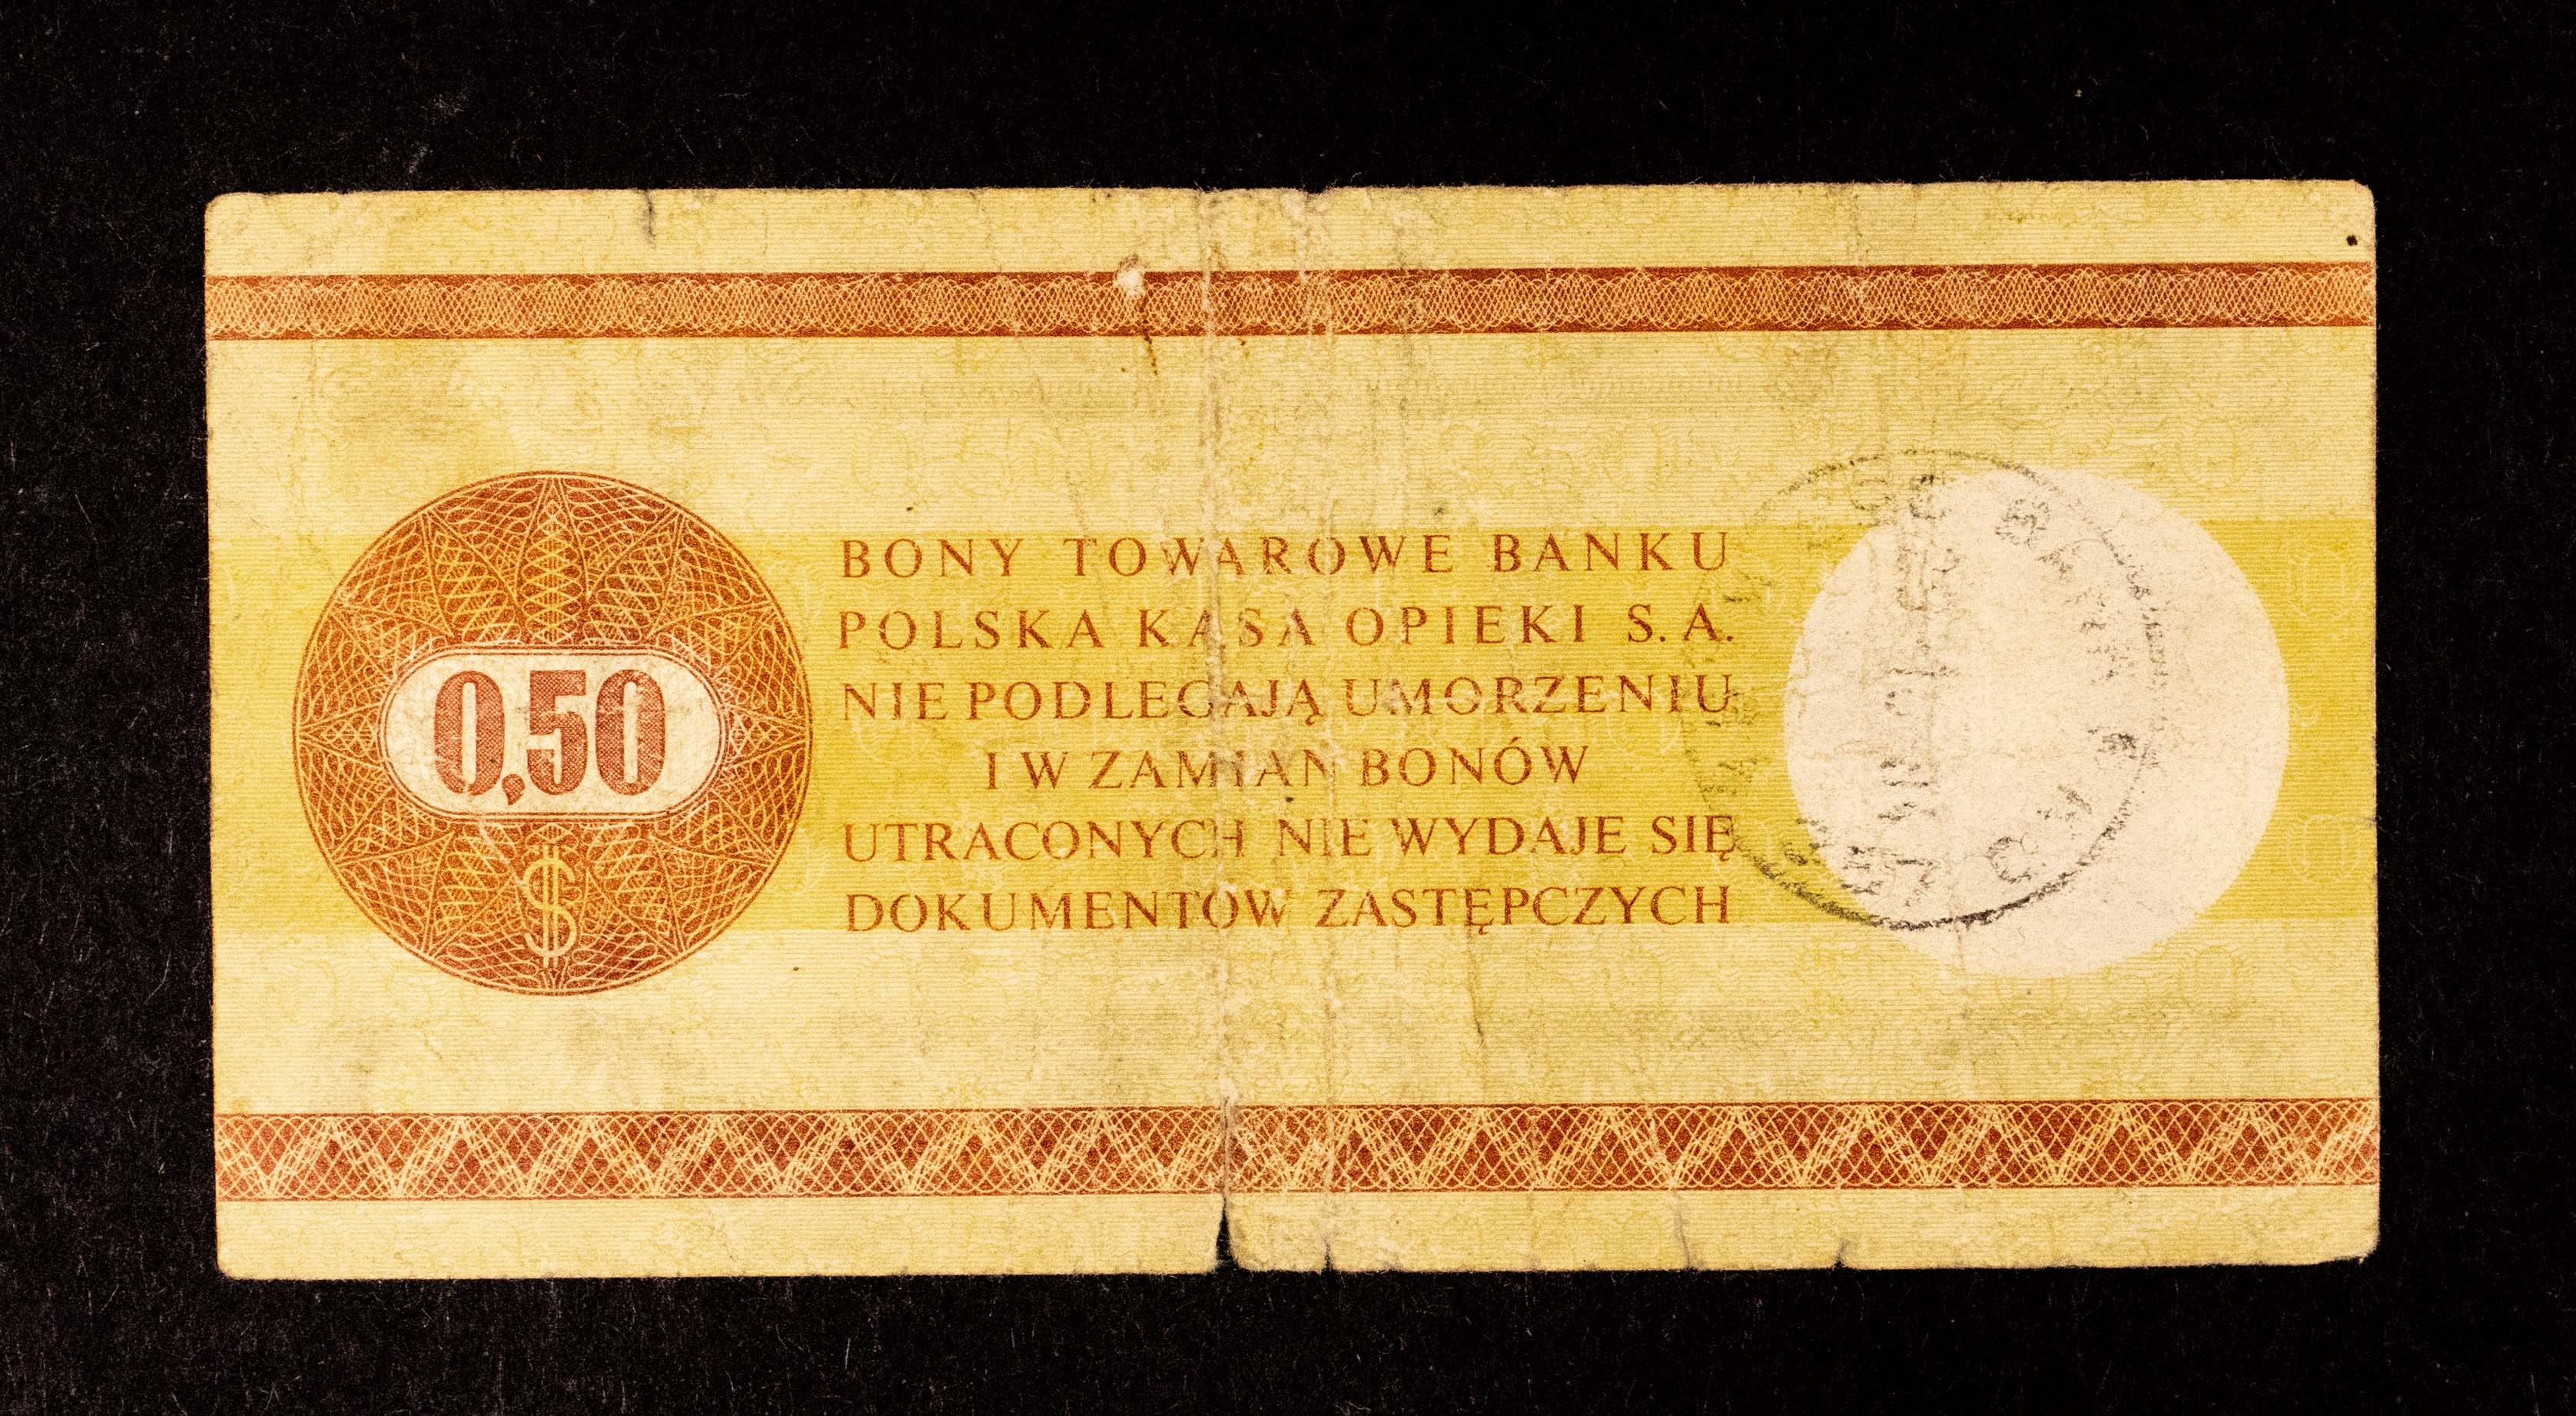 0,50
$
BONY TOWAROWE BANKU
POLSKA KASA OPIEKI S.A.
NIE PODLEGAJĄ UMORZENIU
I W ZAMIAN BONÓW
UTRACONYCH NIE WYDAJE SIĘ
DOKUMENTÓW ZASTĘPCZYCH